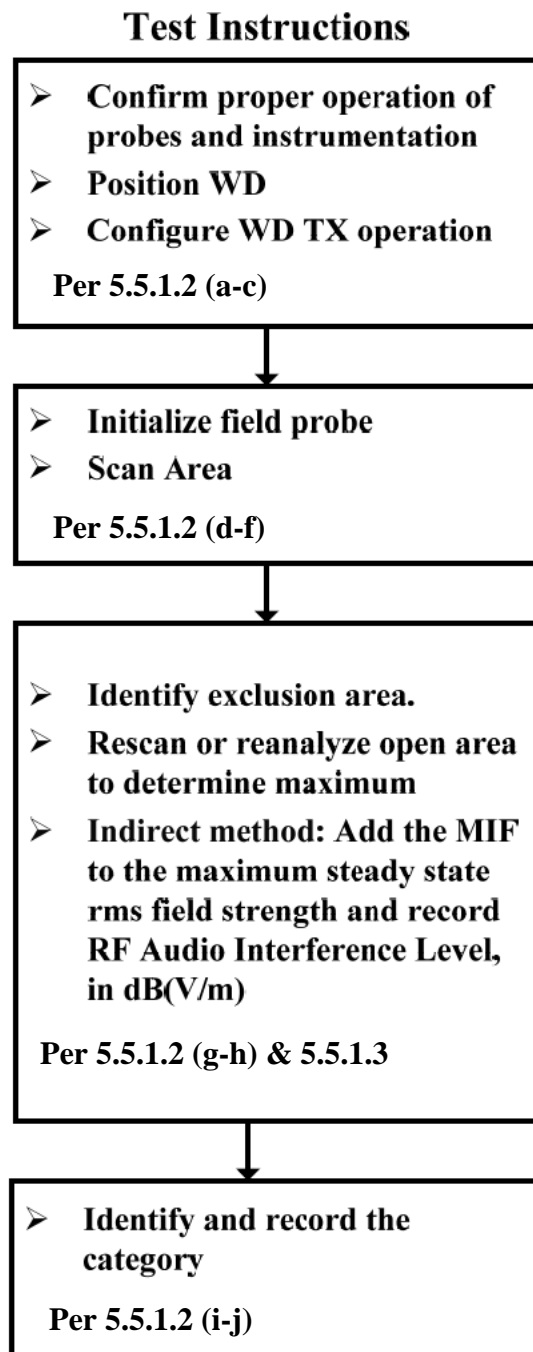 Test Instructions
➢ Confirm proper operation of
probes and instrumentation
➢ Position WD
➢ Configure WD TX operation
Per 5.5.1.2 (a-c)
➢ Initialize field probe
➢ Scan Area
Per 5.5.1.2 (d-f)
➢ Identify exclusion area.
➢ Rescan or reanalyze open area
to determine maximum
➢ Indirect method: Add the MIF
to the maximum steady state
rms field strength and record
RF Audio Interference Level,
in dB(V/m)
Per 5.5.1.2 (g-h) & 5.5.1.3
➢ Identify and record the
category
Per 5.5.1.2 (i-j)